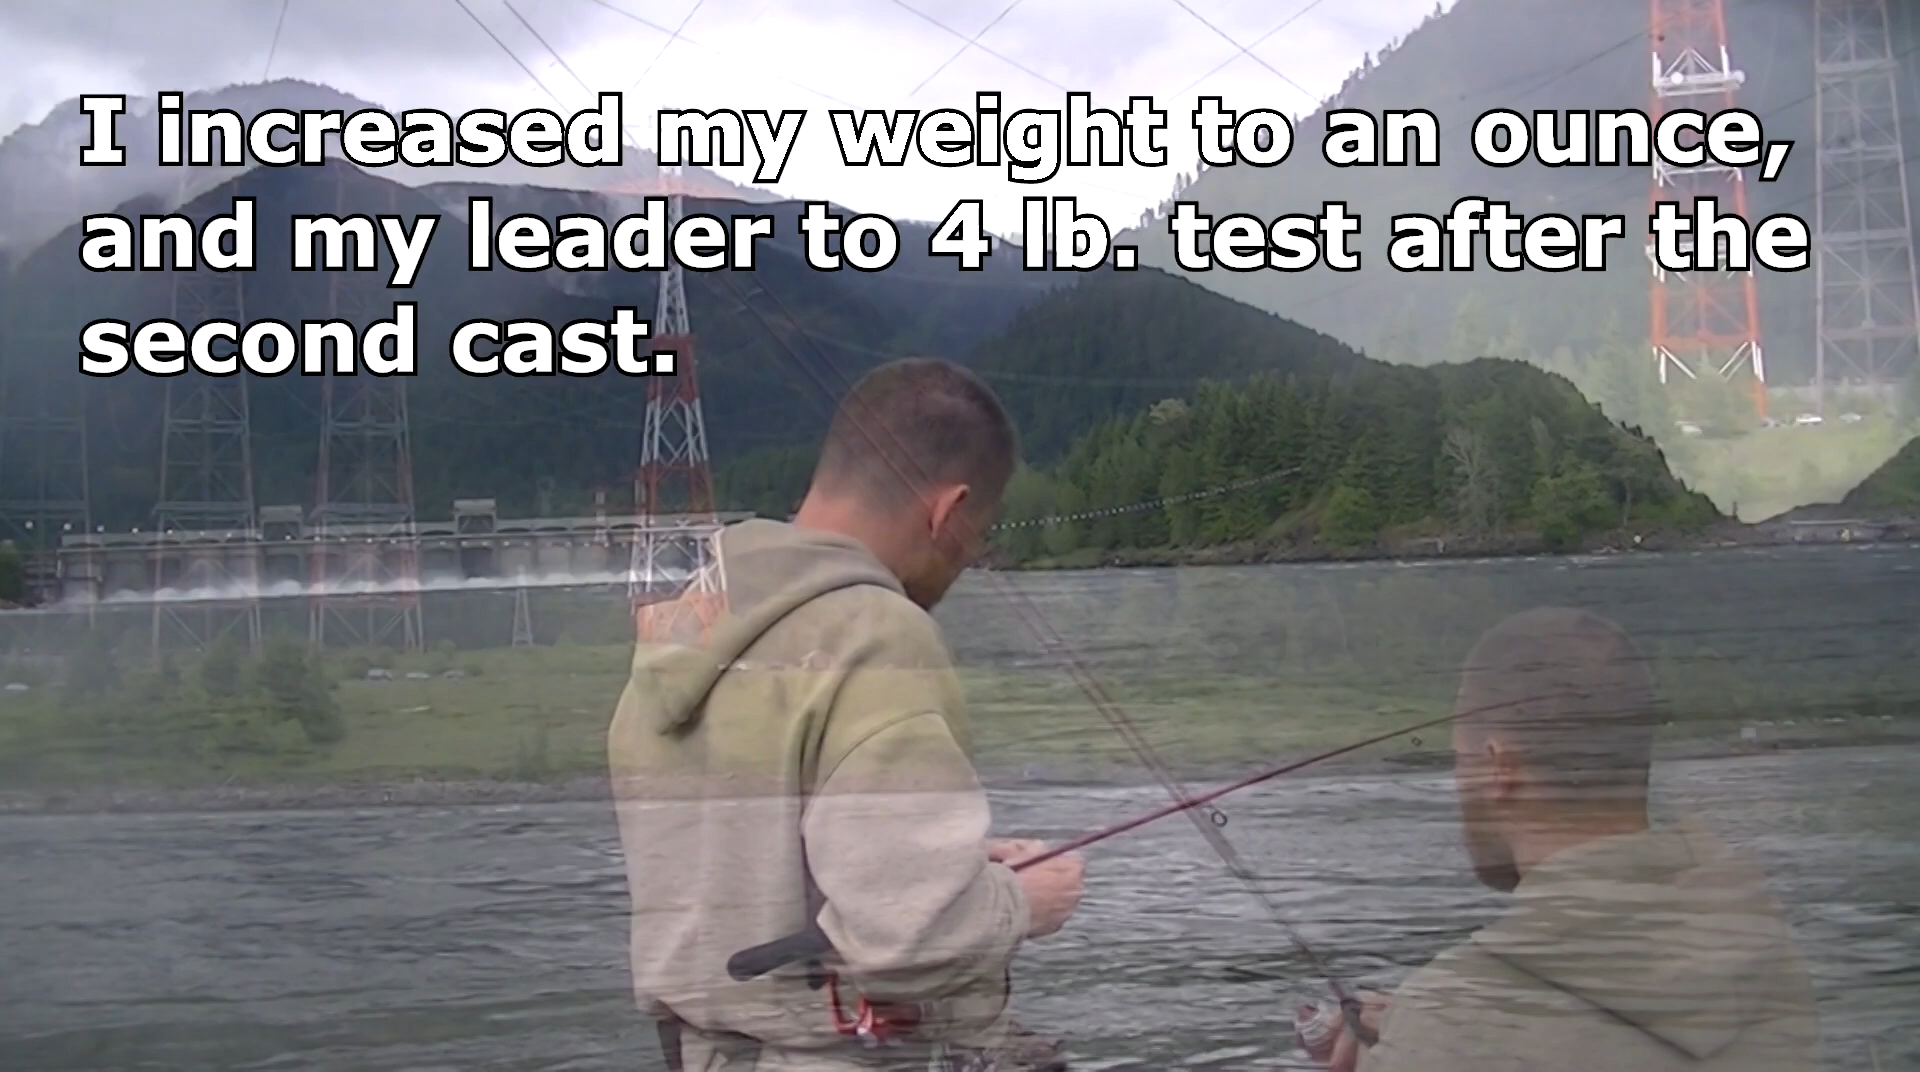 I increased my weight to an ounce,
and my leader to 4 lb. test after the
second cast.